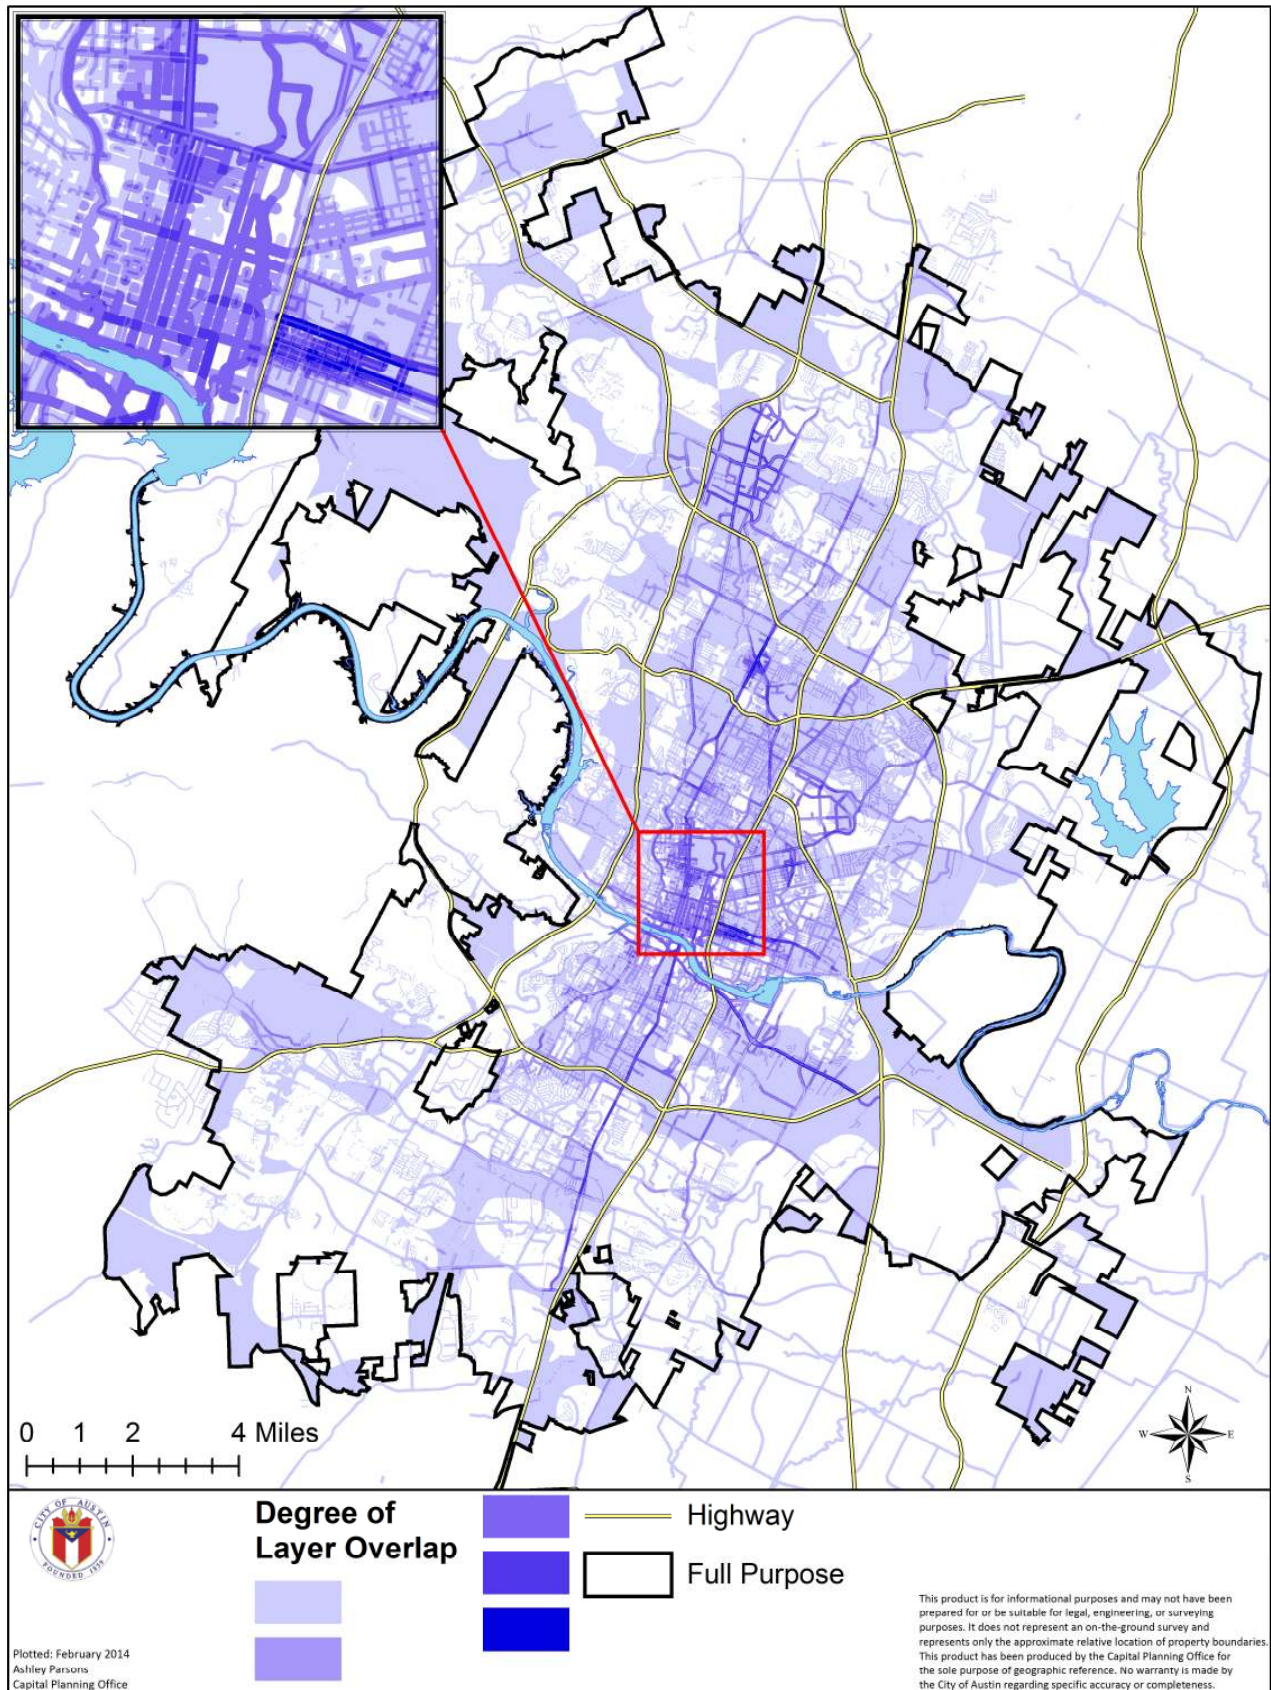 0 1 2 4 Miles
N
W E
S
CITY OF AUSTIN
FOUNDED 1839
Degree of
Layer Overlap
Highway
Full Purpose
Plotted: February 2014
Ashley Parsons
Capital Planning Office
This product is for informational purposes and may not have been
prepared for or be suitable for legal, engineering, or surveying
purposes. It does not represent an on-the-ground survey and
represents only the approximate relative location of property boundaries.
This product has been produced by the Capital Planning Office for
the sole purpose of geographic reference. No warranty is made by
the City of Austin regarding specific accuracy or completeness.